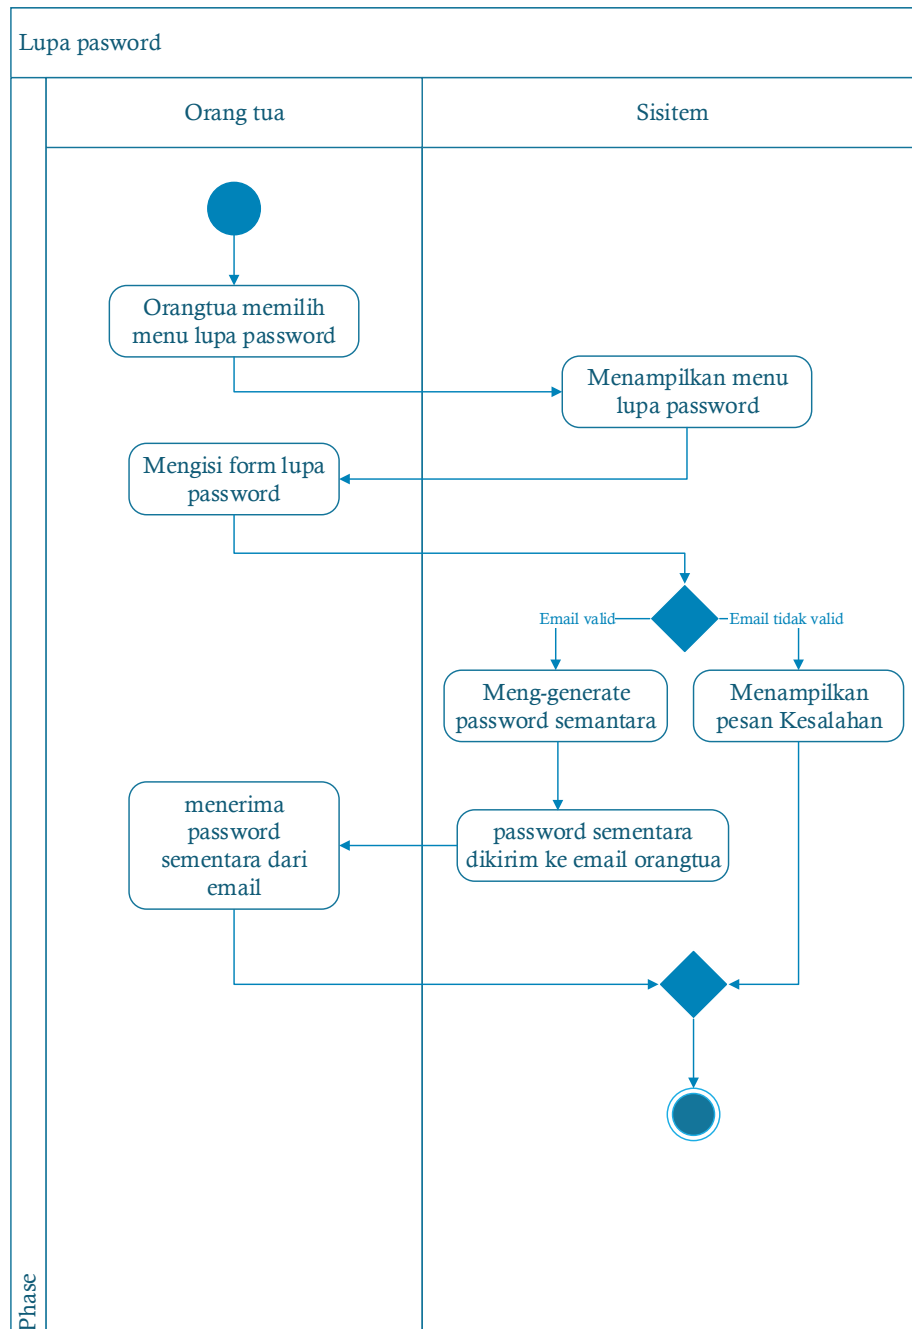 Lupa pasword
Orang tua
Sisitem
Orangtua memilih
menu lupa password
Menampilkan menu
lupa password
Mengisi form lupa
password
Email valid
Email tidak valid
Meng-generate
password semantara
Menampilkan
pesan Kesalahan
menerima
password
sementara dari
email
password sementara
dikirim ke email orangtua
Phase